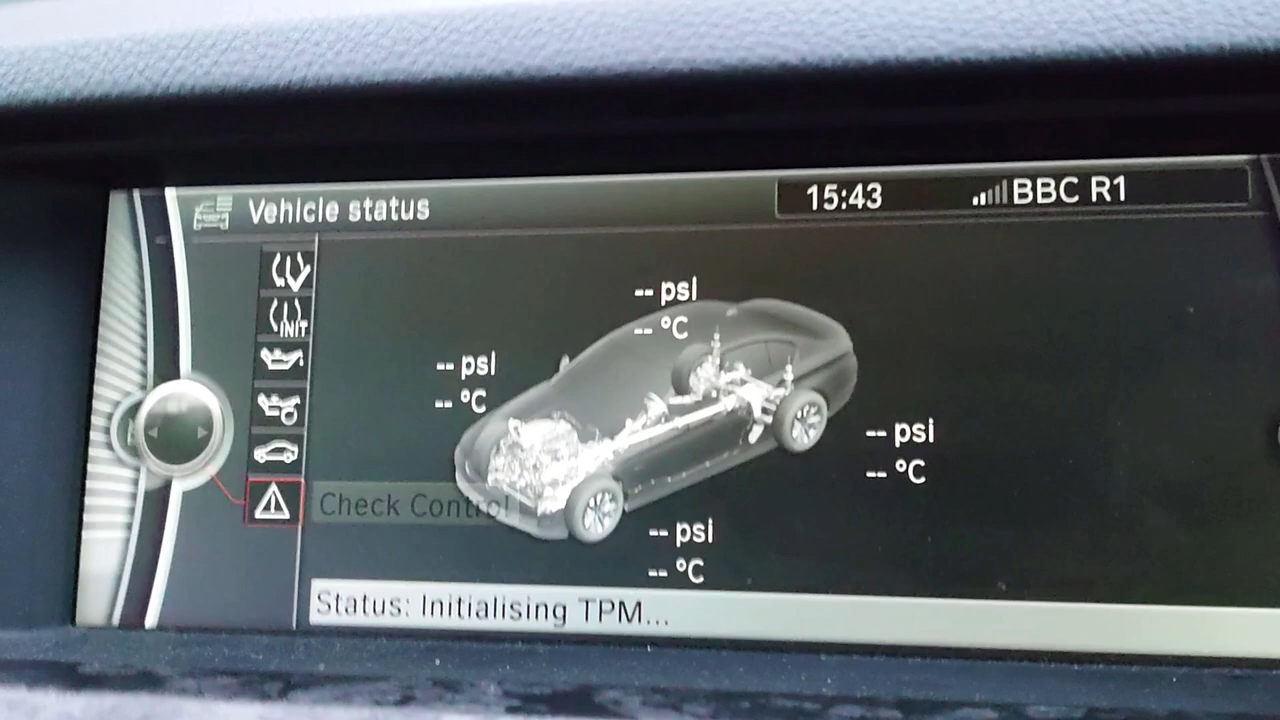 Vehicle status
15:43
BBC R1
INIT
-- psi
-- °C
-- psi
-- °C
-- psi
-- °C
-- psi
-- °C
Check Control
Status: Initialising TPM...